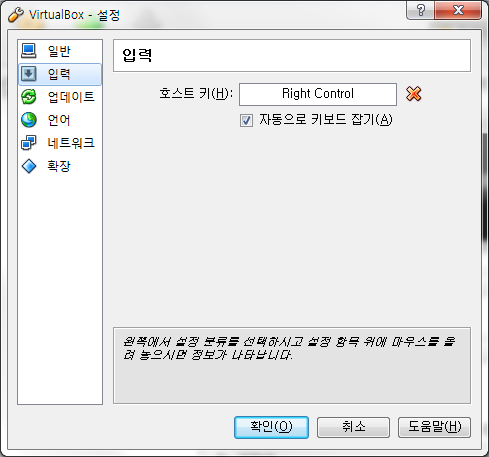 VirtualBox - 설정
일반
입력
업데이트
언어
네트워크
확장
입력
호스트 키(H):
Right Control
자동으로 키보드 잡기(A)
왼쪽에서 설정 분류를 선택하시고 설정 항목 위에 마우스를 올
려 놓으시면 정보가 나타납니다.
확인(O)
취소
도움말(H)